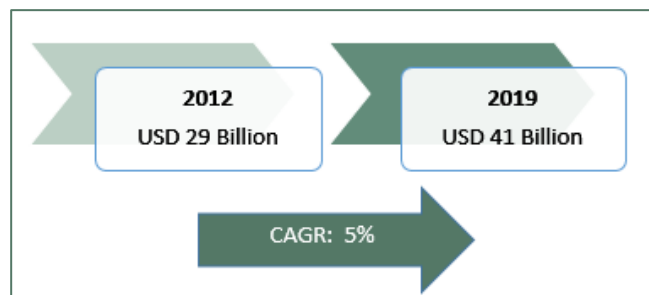 2012
USD 29 Billion
2019
USD 41 Billion
CAGR: 5%